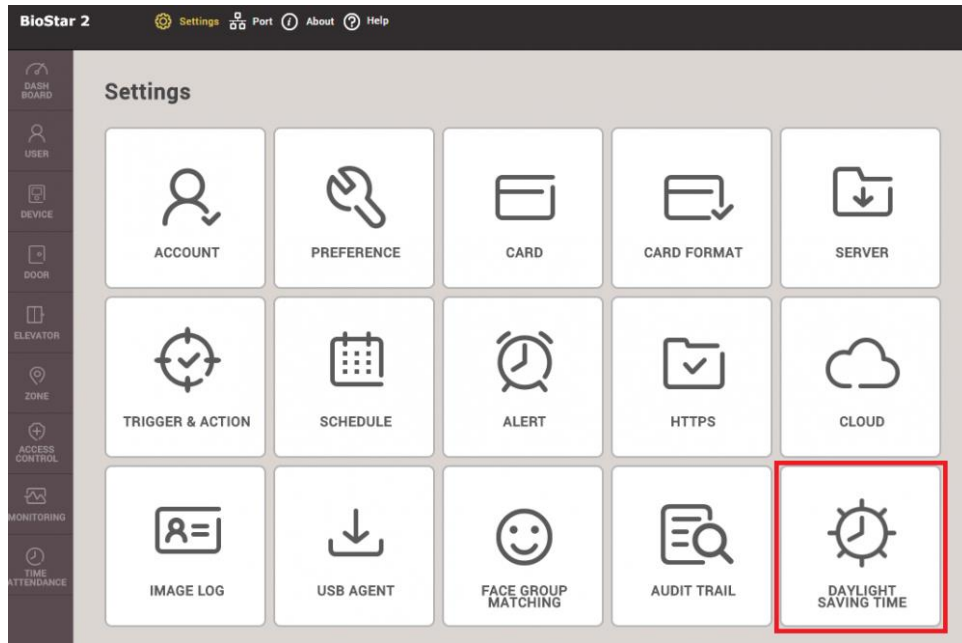 BioStar 2 Settings Port About Help
DASH
BOARD
USER
DEVICE
DOOR
ELEVATOR
ZONE
ACCESS
CONTROL
MONITORING
TIME
ATTENDANCE
Settings
ACCOUNT
PREFERENCE
CARD
CARD FORMAT
SERVER
TRIGGER & ACTION
SCHEDULE
ALERT
HTTPS
CLOUD
IMAGE LOG
USB AGENT
FACE GROUP
MATCHING
AUDIT TRAIL
DAYLIGHT
SAVING TIME